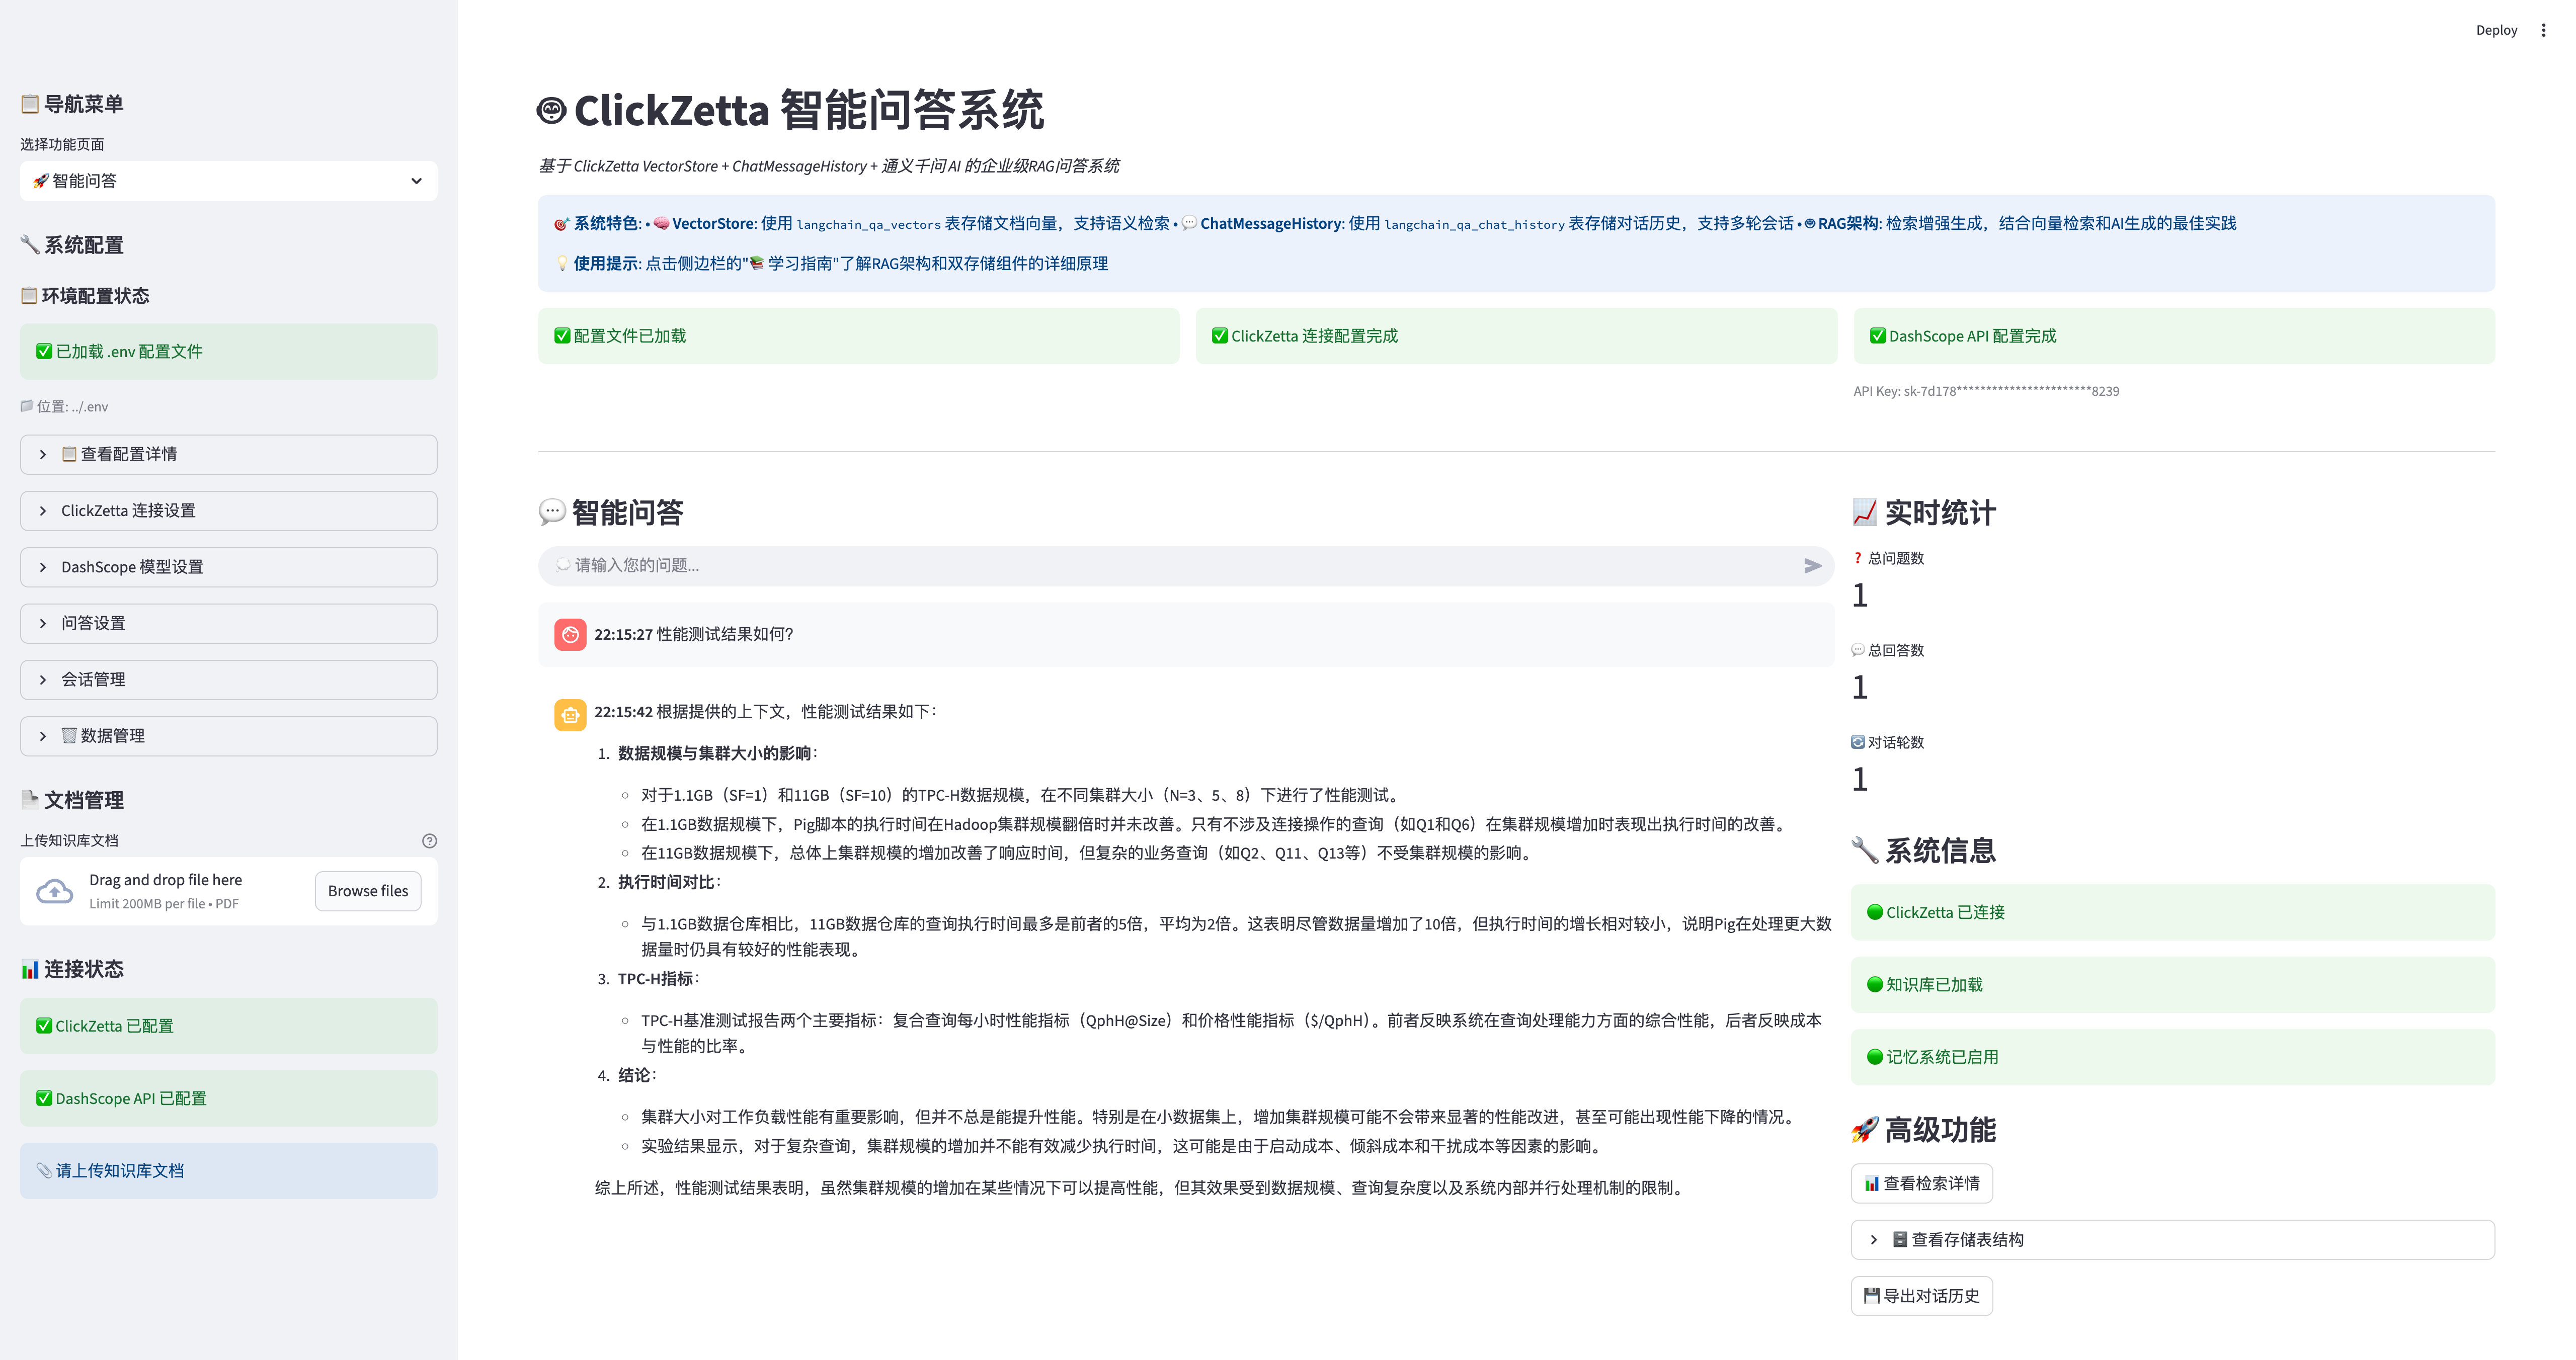 Deploy
📋 导航菜单
选择功能页面
🚀 智能问答
🔧 系统配置
📋 环境配置状态
✅ 已加载 .env 配置文件
📁 位置: ../.env
📋 查看配置详情
ClickZetta 连接设置
DashScope 模型设置
问答设置
会话管理
🗑️ 数据管理
📄 文档管理
上传知识库文档
Drag and drop file here
Limit 200MB per file • PDF
Browse files
📊 连接状态
✅ ClickZetta 已配置
✅ DashScope API 已配置
📎 请上传知识库文档
ClickZetta 智能问答系统
基于 ClickZetta VectorStore + ChatMessageHistory + 通义千问 AI 的企业级RAG问答系统
🎯 系统特色: • 🧠 VectorStore: 使用 langchain_qa_vectors 表存储文档向量，支持语义检索 • 💬 ChatMessageHistory: 使用 langchain_qa_chat_history 表存储对话历史，支持多轮会话 • RAG架构: 检索增强生成，结合向量检索和AI生成的最佳实践
💡 使用提示: 点击侧边栏的"📚 学习指南"了解RAG架构和双存储组件的详细原理
✅ 配置文件已加载
✅ ClickZetta 连接配置完成
✅ DashScope API 配置完成
API Key: sk-7d178***********************8239
💬 智能问答
💭 请输入您的问题...
22:15:27 性能测试结果如何?
22:15:42 根据提供的上下文，性能测试结果如下：
1. 数据规模与集群大小的影响：
○ 对于1.1GB（SF=1）和11GB（SF=10）的TPC-H数据规模，在不同集群大小（N=3、5、8）下进行了性能测试。
○ 在1.1GB数据规模下，Pig脚本的执行时间在Hadoop集群规模翻倍时并未改善。只有不涉及连接操作的查询（如Q1和Q6）在集群规模增加时表现出执行时间的改善。
○ 在11GB数据规模下，总体上集群规模的增加改善了响应时间，但复杂的业务查询（如Q2、Q11、Q13等）不受集群规模的影响。
2. 执行时间对比：
○ 与1.1GB数据仓库相比，11GB数据仓库的查询执行时间最多是前者的5倍，平均为2倍。这表明尽管数据量增加了10倍，但执行时间的增长相对较小，说明Pig在处理更大数
据量时仍具有较好的性能表现。
3. TPC-H指标：
○ TPC-H基准测试报告两个主要指标：复合查询每小时性能指标（QphH@Size）和价格性能指标（$/QphH）。前者反映系统在查询处理能力方面的综合性能，后者反映成本
与性能的比率。
4. 结论：
○ 集群大小对工作负载性能有重要影响，但并不总是能提升性能。特别是在小数据集上，增加集群规模可能不会带来显著的性能改进，甚至可能出现性能下降的情况。
○ 实验结果显示，对于复杂查询，集群规模的增加并不能有效减少执行时间，这可能是由于启动成本、倾斜成本和干扰成本等因素的影响。
综上所述，性能测试结果表明，虽然集群规模的增加在某些情况下可以提高性能，但其效果受到数据规模、查询复杂度以及系统内部并行处理机制的限制。
📈 实时统计
❓ 总问题数
1
💬 总回答数
1
🔄 对话轮数
1
🔧 系统信息
🟢 ClickZetta 已连接
🟢 知识库已加载
🟢 记忆系统已启用
🚀 高级功能
📊 查看检索详情
🗄️ 查看存储表结构
💾 导出对话历史